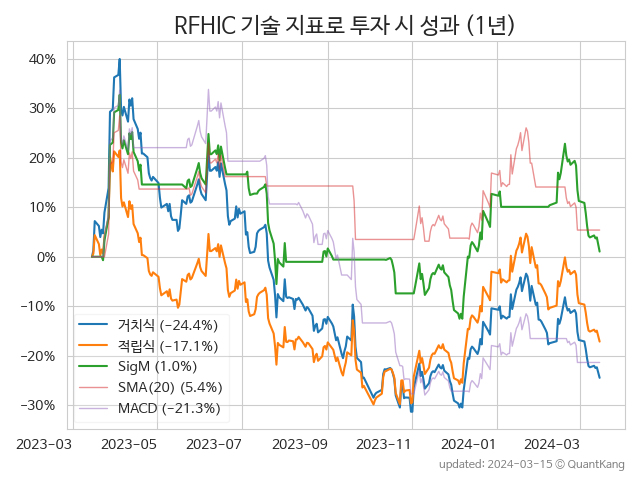 RFHIC 기술 지표로 투자 시 성과 (1년)
40%
30%
20%
10%
0%
−10%
−20%
−30%
거치식 (−24.4%)
적립식 (−17.1%)
SigM (1.0%)
SMA(20) (5.4%)
MACD (−21.3%)
2023-03 2023-05 2023-07 2023-09 2023-11 2024-01 2024-03
updated: 2024-03-15 ⓒ QuantKang